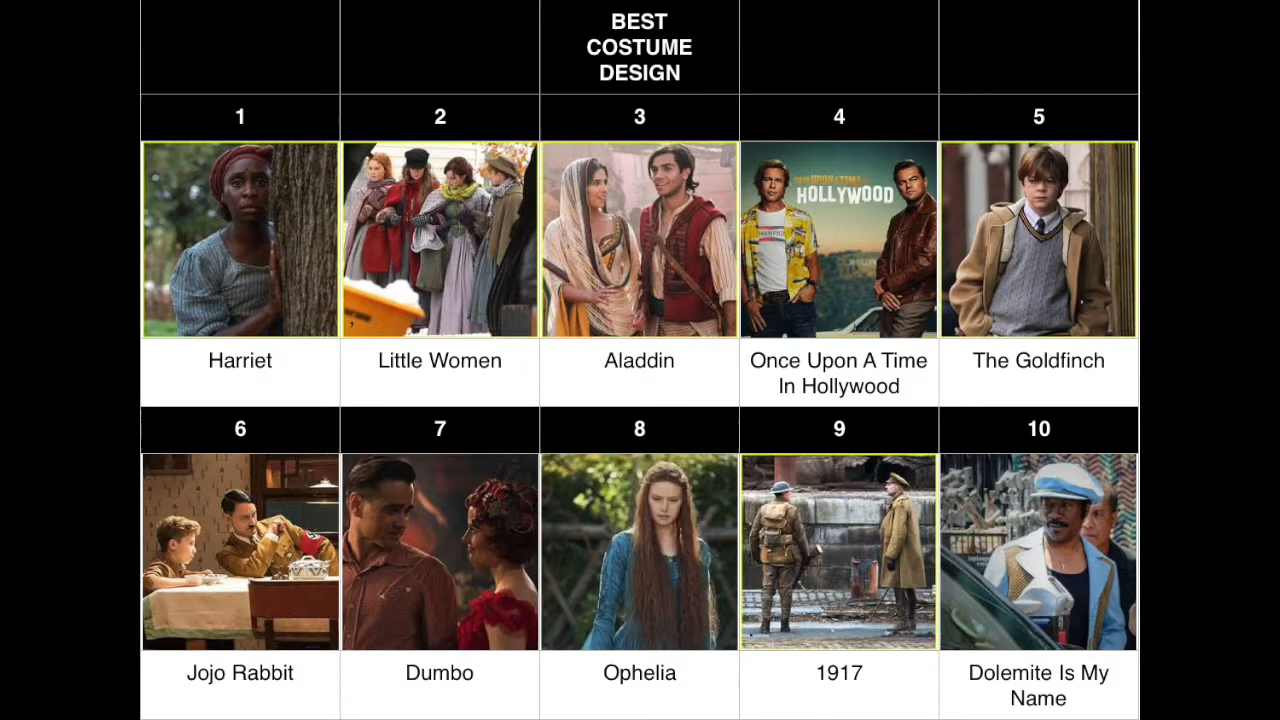 BEST
COSTUME
DESIGN
1
2
3
4
5
HOLLYWOOD
Harriet
Little Women
Aladdin
Once Upon A Time
In Hollywood
The Goldfinch
6
7
8
9
10
Jojo Rabbit
Dumbo
Ophelia
1917
Dolemite Is My
Name